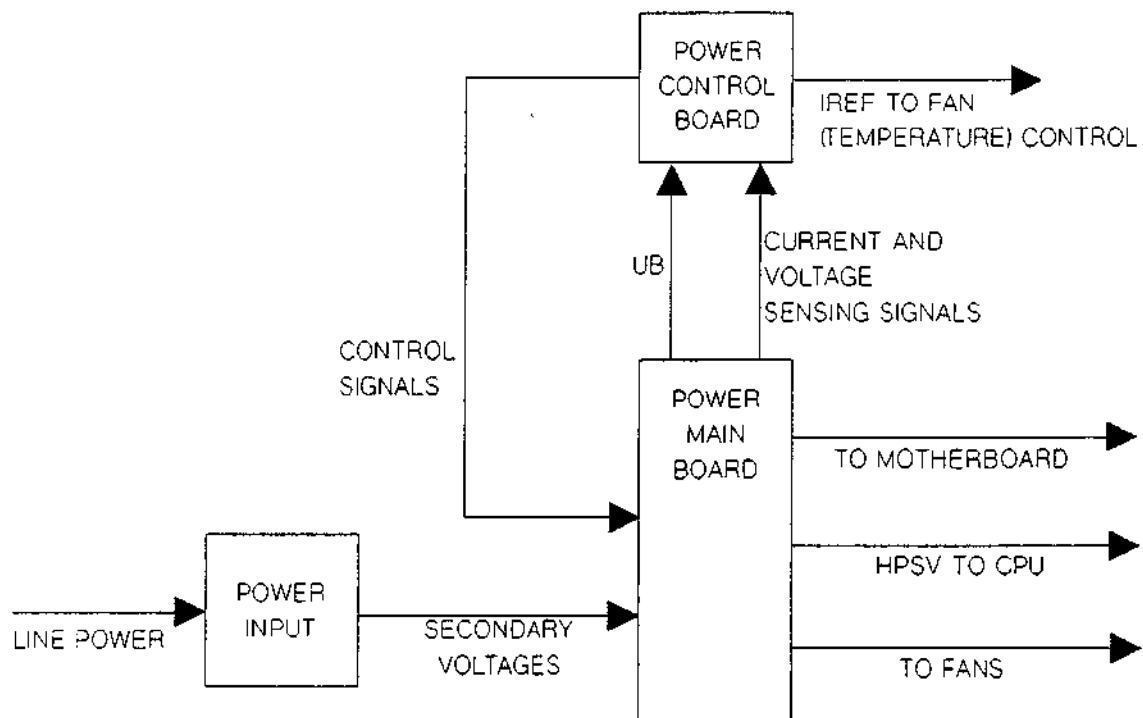 POWER
CONTROL
BOARD
IREF TO FAN
(TEMPERATURE) CONTROL
UB
CURRENT AND
VOLTAGE
SENSING SIGNALS
CONTROL
SIGNALS
POWER
MAIN
BOARD
TO MOTHERBOARD
HPSV TO CPU
TO FANS
POWER
INPUT
LINE POWER
SECONDARY
VOLTAGES